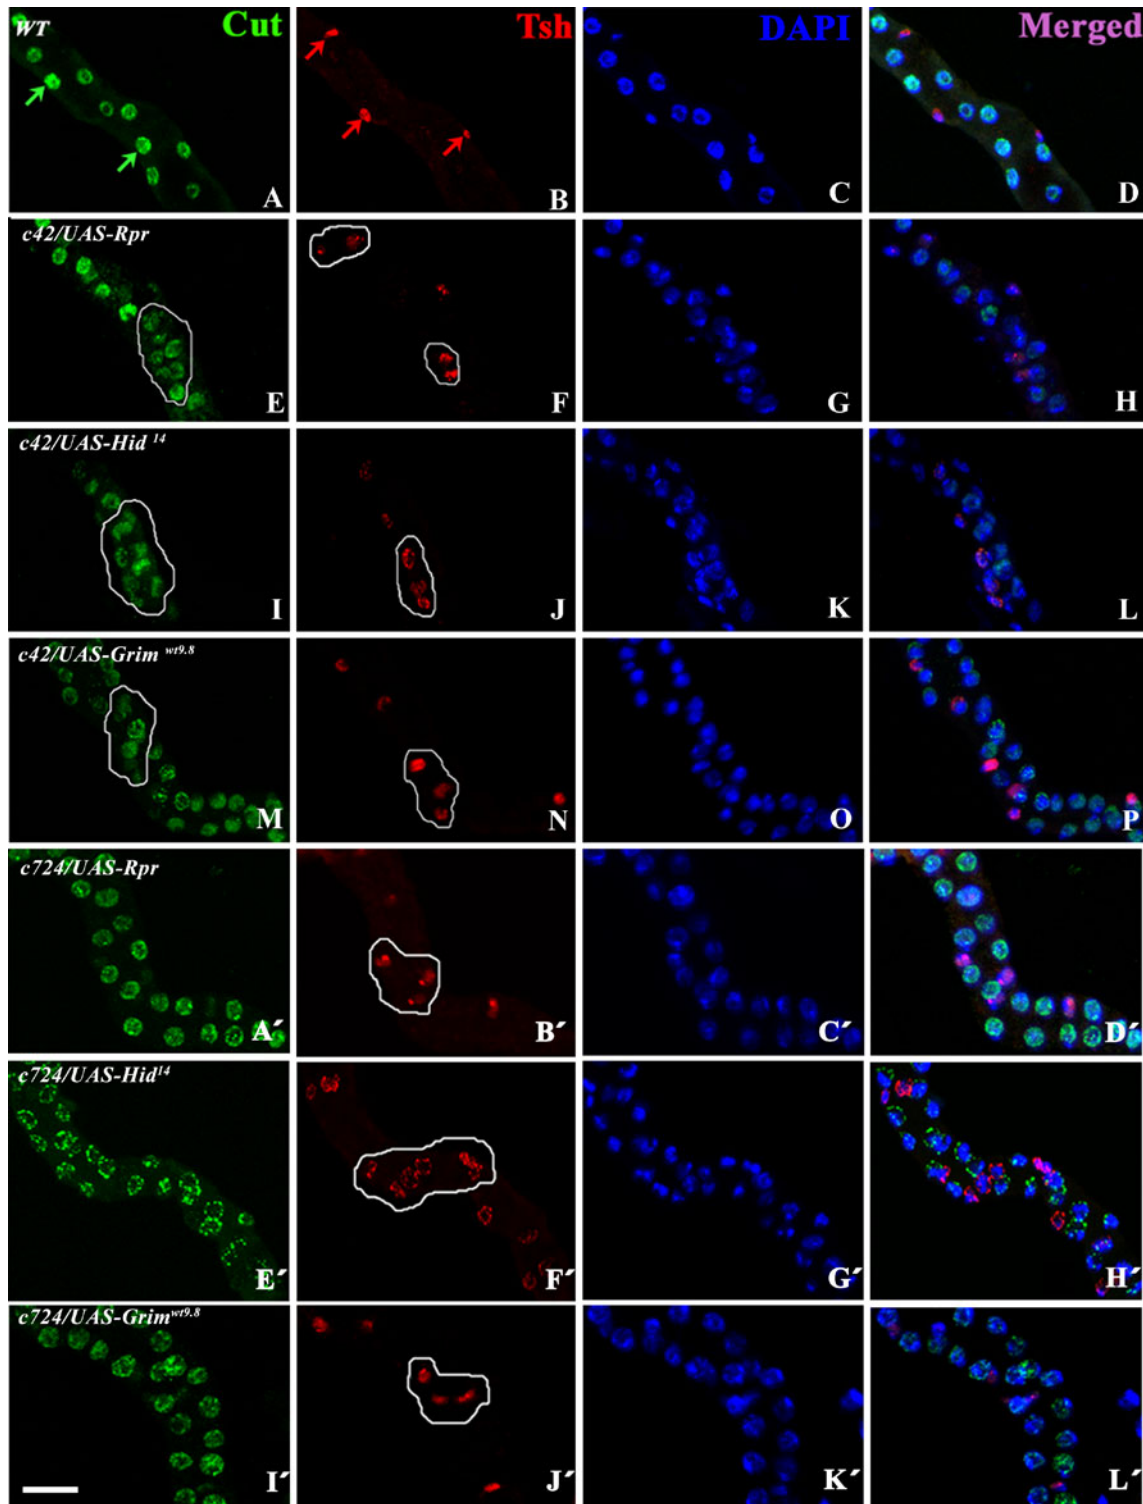 WT Cut Tsh DAPI Merged
A B C D
c42/UAS-Rpr
E F G H
c42/UAS-Hid 14
I J K L
c42/UAS-Grim wt9.8
M N O P
c724/UAS-Rpr
A´ B´ C´ D´
c724/UAS-Hid14
E´ F´ G´ H´
c724/UAS-Grimwt9.8
I´ J´ K´ L´